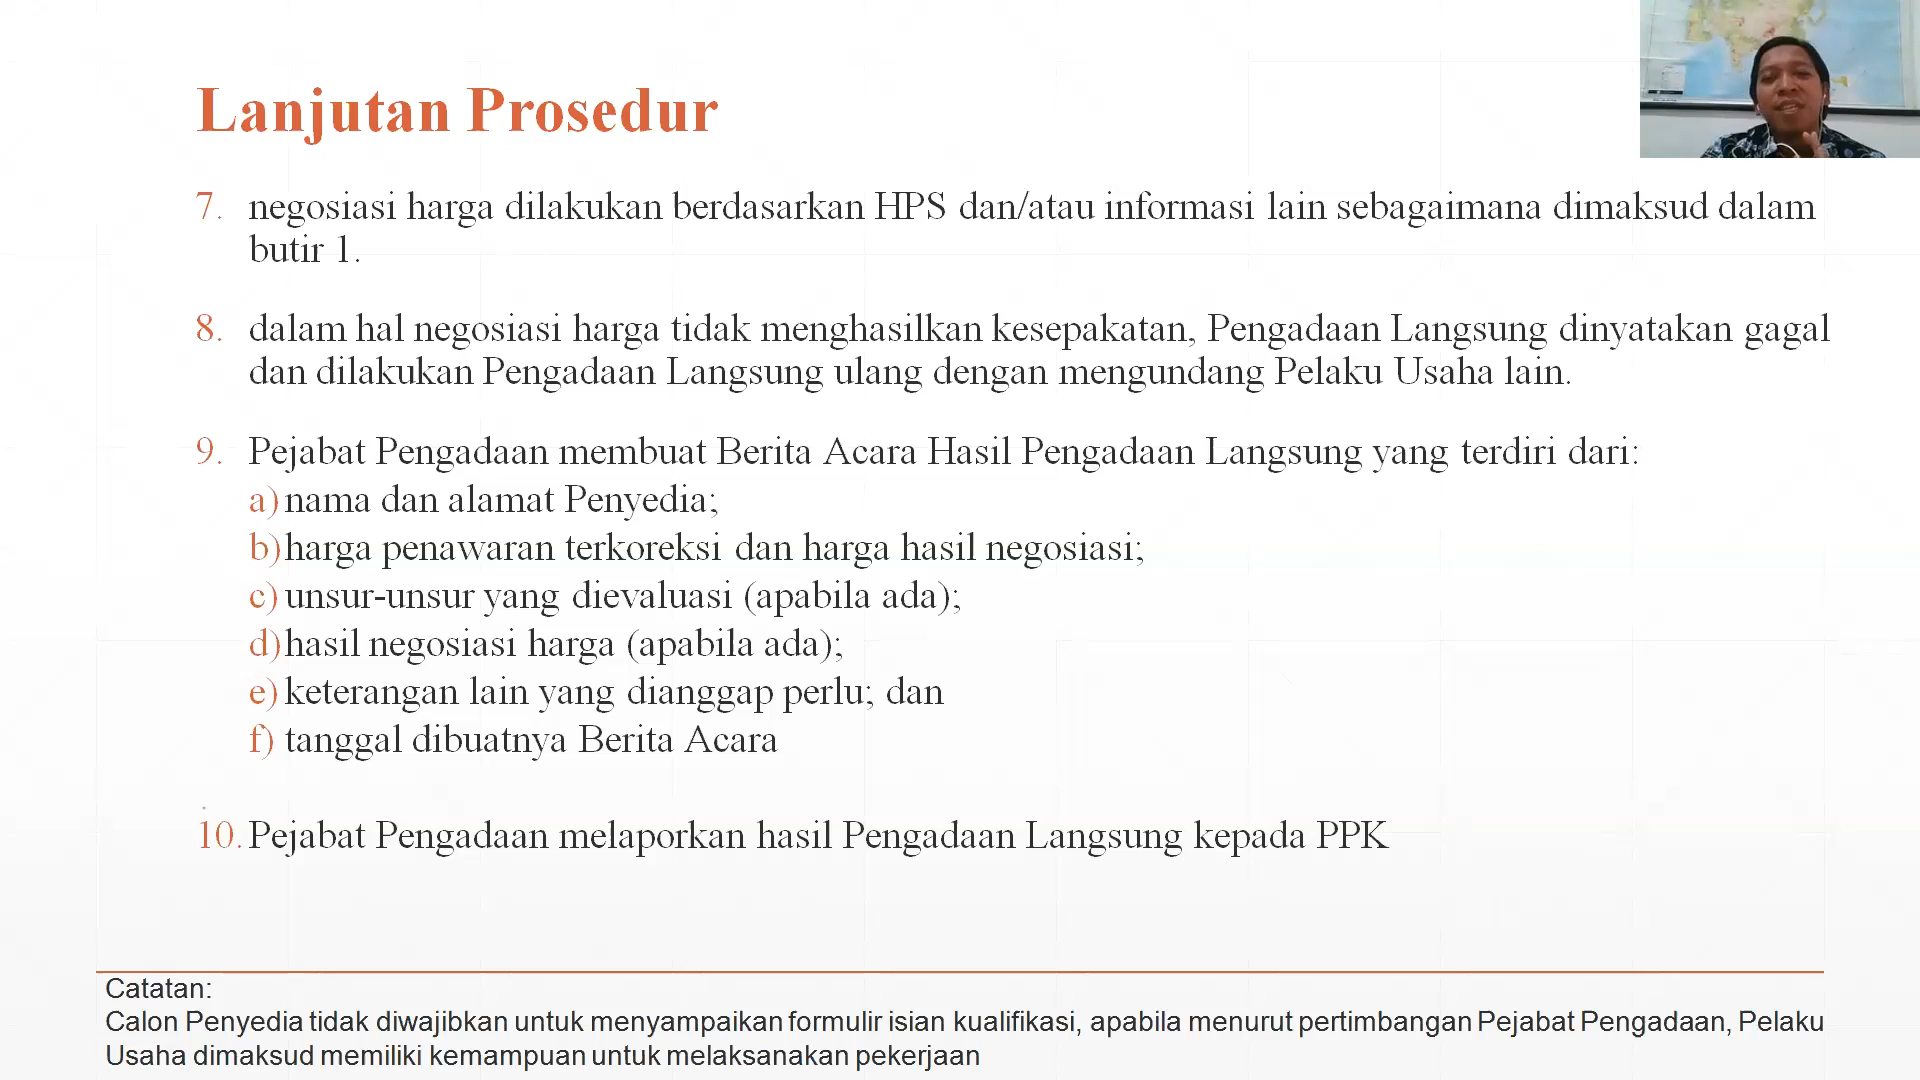 Lanjutan Prosedur
7. negosiasi harga dilakukan berdasarkan HPS dan/atau informasi lain sebagaimana dimaksud dalam
butir 1.
8. dalam hal negosiasi harga tidak menghasilkan kesepakatan, Pengadaan Langsung dinyatakan gagal
dan dilakukan Pengadaan Langsung ulang dengan mengundang Pelaku Usaha lain.
9. Pejabat Pengadaan membuat Berita Acara Hasil Pengadaan Langsung yang terdiri dari:
a) nama dan alamat Penyedia;
b) harga penawaran terkoreksi dan harga hasil negosiasi;
c) unsur-unsur yang dievaluasi (apabila ada);
d) hasil negosiasi harga (apabila ada);
e) keterangan lain yang dianggap perlu; dan
f) tanggal dibuatnya Berita Acara
10. Pejabat Pengadaan melaporkan hasil Pengadaan Langsung kepada PPK
Catatan:
Calon Penyedia tidak diwajibkan untuk menyampaikan formulir isian kualifikasi, apabila menurut pertimbangan Pejabat Pengadaan, Pelaku
Usaha dimaksud memiliki kemampuan untuk melaksanakan pekerjaan